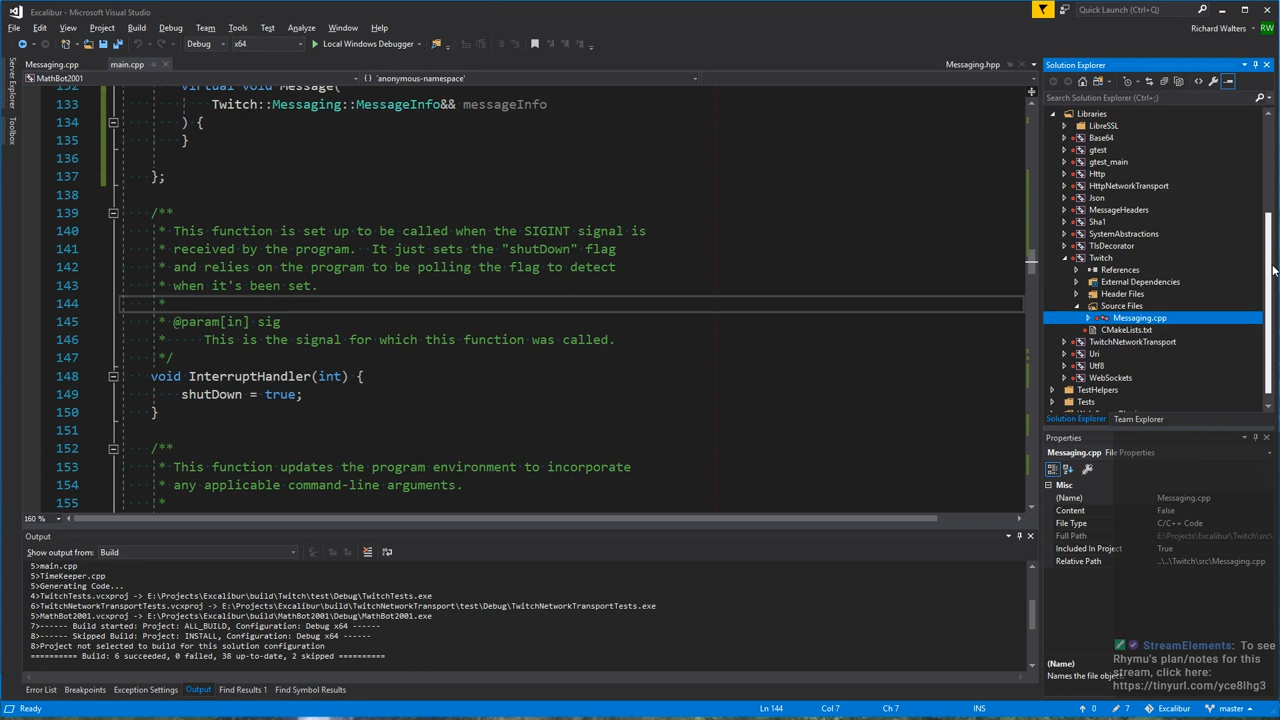 Excalibur - Microsoft Visual Studio
Quick Launch (Ctrl+Q)
File Edit View Project Build Debug Team Tools Test Analyze Window Help
Richard Walters RW
Debug x64 Local Windows Debugger
Server Explorer
Toolbox
Messaging.cpp main.cpp Messaging.hpp
MathBot2001 {} 'anonymous-namespace'
132 virtual void Message(
133 Twitch::Messaging::MessageInfo&& messageInfo
134 ) {
135 }
136
137 };
138
139 /**
140 * This function is set up to be called when the SIGINT signal is
141 * received by the program. It just sets the "shutDown" flag
142 * and relies on the program to be polling the flag to detect
143 * when it's been set.
144 *
145 * @param[in] sig
146 * This is the signal for which this function was called.
147 */
148 void InterruptHandler(int) {
149 shutDown = true;
150 }
151
152 /**
153 * This function updates the program environment to incorporate
154 * any applicable command-line arguments.
155 *
160 %
Output
Show output from: Build
5>main.cpp
5>TimeKeeper.cpp
5>Generating Code...
4>TwitchTests.vcxproj -> E:\Projects\Excalibur\build\Twitch\test\Debug\TwitchTests.exe
6>TwitchNetworkTransportTests.vcxproj -> E:\Projects\Excalibur\build\TwitchNetworkTransport\test\Debug\TwitchNetworkTransportTests.exe
5>MathBot2001.vcxproj -> E:\Projects\Excalibur\build\MathBot2001\Debug\MathBot2001.exe
7>------ Build started: Project: ALL_BUILD, Configuration: Debug x64 ------
8>------ Skipped Build: Project: INSTALL, Configuration: Debug x64 ------
8>Project not selected to build for this solution configuration
========== Build: 6 succeeded, 0 failed, 38 up-to-date, 2 skipped ==========
Error List Breakpoints Exception Settings Output Find Results 1 Find Symbol Results
Solution Explorer
Search Solution Explorer (Ctrl+;)
Libraries
LibreSSL
Base64
gtest
gtest_main
Http
HttpNetworkTransport
Json
MessageHeaders
Sha1
SystemAbstractions
TlsDecorator
Twitch
References
External Dependencies
Header Files
Source Files
Messaging.cpp
CMakeLists.txt
TwitchNetworkTransport
Uri
Utf8
WebSockets
TestHelpers
Tests
Solution Explorer Team Explorer
Properties
Messaging.cpp File Properties
Misc
(Name) Messaging.cpp
Content False
File Type C/C++ Code
Full Path E:\Projects\Excalibur\Twitch\src\
Included In Project True
Relative Path ..\..\Twitch\src\Messaging.cpp
(Name)
Names the file object.
StreamElements: To see
Rhymu's plan/notes for this
stream, click here:
https://tinyurl.com/yce8lhg3
Ready Ln 144 Col 7 Ch 7 INS 0 7 Excalibur master